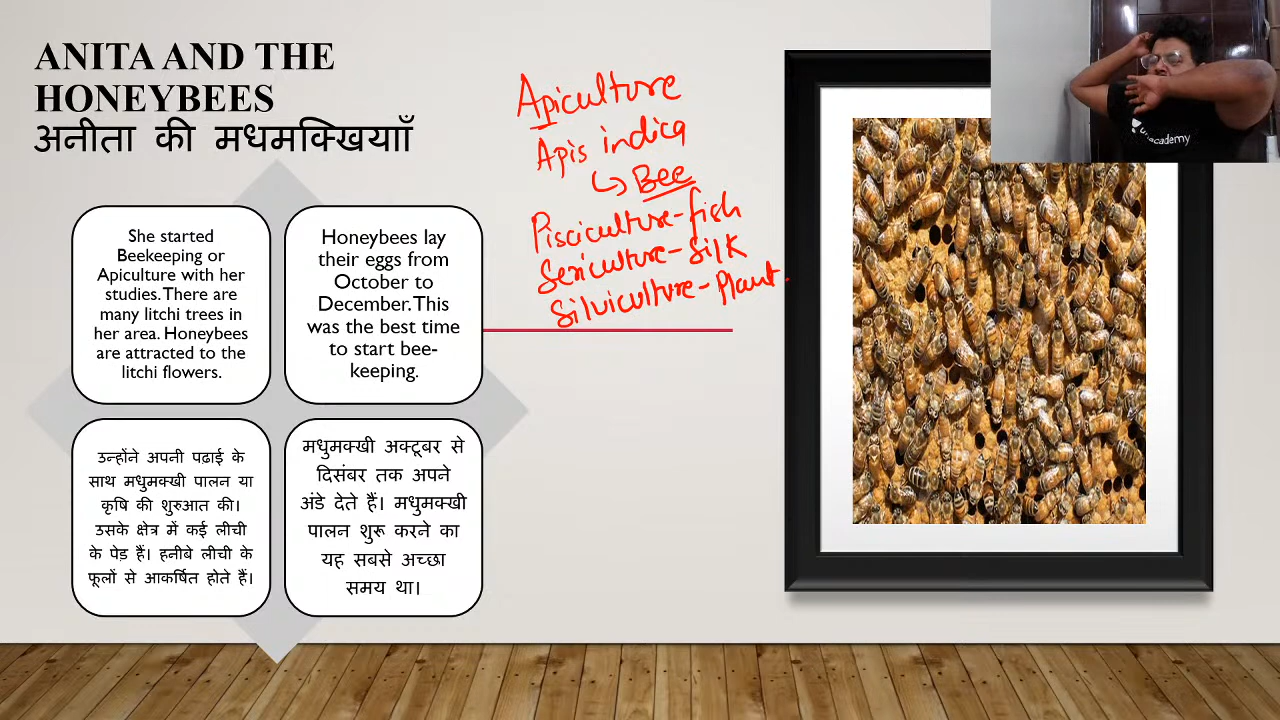 ANITA AND THE
HONEYBEES
अनीता की मधमक्खियााँ
She started
Beekeeping or
Apiculture with her
studies. There are
many litchi trees in
her area. Honeybees
are attracted to the
litchi flowers.
Honeybees lay
their eggs from
October to
December. This
was the best time
to start bee-
keeping.
उन्होंने अपनी पढाई के
साथ मधुमक्खी पालन या
कृषि की शुरुआत की।
उसके क्षेत्र में कई लीची
के पेड़ हैं। हनीबे लीची के
फूलों से आकर्षित होते हैं।
मधुमक्खी अक्टूबर से
दिसंबर तक अपने
अंडे देते हैं। मधुमक्खी
पालन शुरू करने का
यह सबसे अच्छा
समय था।
Apiculture
Apis indica
↳ Bee
Pisciculture-fish
Sericulture-Silk
Silviculture-Plant.
unacademy